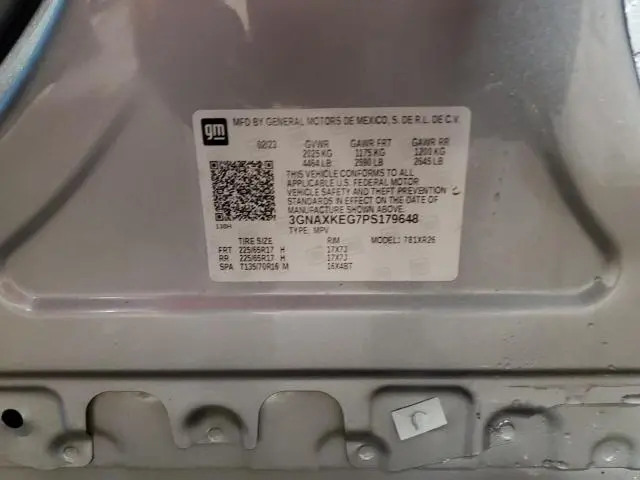 gm
MFD BY GENERAL MOTORS DE MEXICO, S. DE R.L. DE C.V.
02/23 GVWR GAWR FRT GAWR RR
2025 KG 1175 KG 1200 KG
4464 LB 2590 LB 2645 LB
THIS VEHICLE CONFORMS TO ALL
APPLICABLE U.S. FEDERAL MOTOR
VEHICLE SAFETY AND THEFT PREVENTION
STANDARDS IN EFFECT ON THE DATE OF
MANUFACTURE SHOWN ABOVE.
3GNAXKEG7PS179648
TYPE: MPV
TIRE SIZE RIM MODEL: 781XR26
FRT 225/65R17 H 17X7J
RR 225/65R17 H 17X7J
SPA T135/70R16 M 16X4BT